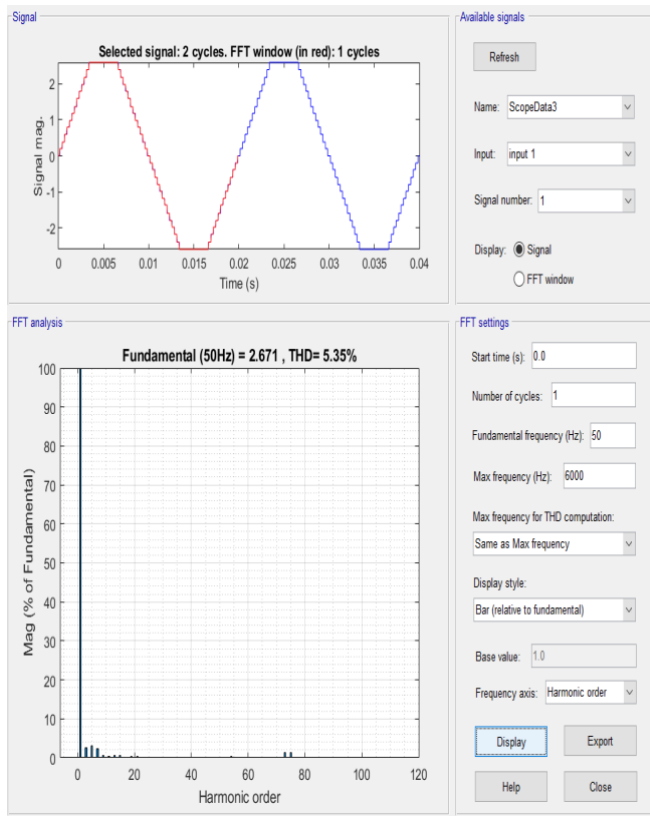 Signal
Selected signal: 2 cycles. FFT window (in red): 1 cycles
2
1
0
-1
-2
Signal mag.
0 0.005 0.01 0.015 0.02 0.025 0.03 0.035 0.04
Time (s)
Available signals
Refresh
Name: ScopeData3
Input: input 1
Signal number: 1
Display: Signal
FFT window
FFT analysis
Fundamental (50Hz) = 2.671 , THD= 5.35%
100
90
80
70
60
50
40
30
20
10
0
Mag (% of Fundamental)
0 20 40 60 80 100 120
Harmonic order
FFT settings
Start time (s): 0.0
Number of cycles: 1
Fundamental frequency (Hz): 50
Max frequency (Hz): 6000
Max frequency for THD computation:
Same as Max frequency
Display style:
Bar (relative to fundamental)
Base value: 1.0
Frequency axis: Harmonic order
Display Export
Help Close